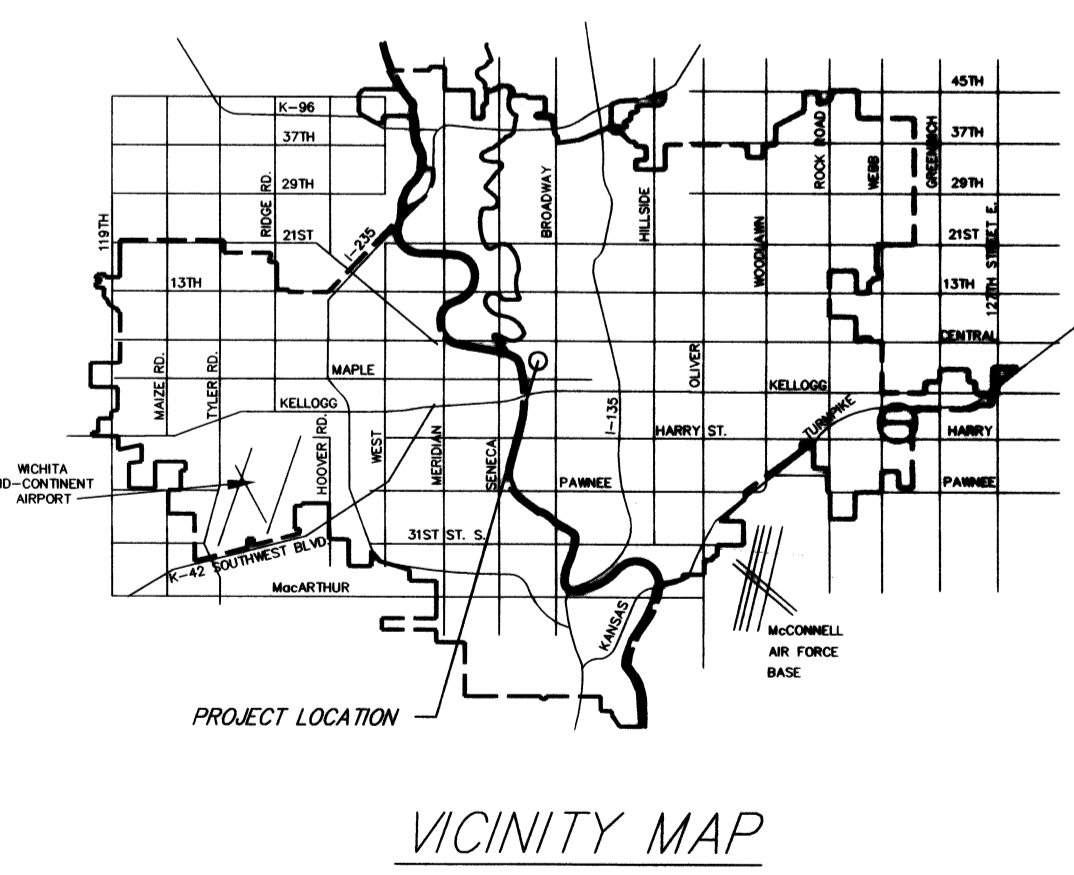 45TH
K-96
37TH
37TH
ROCK ROAD
WEBB
GREENWICH
29TH
29TH
RIDGE RD.
119TH
BROADWAY
HILLSIDE
WOODLAWN
127TH STREET E.
21ST
I-235
21ST
13TH
13TH
CENTRAL
MAIZE RD.
TYLER RD.
MAPLE
OLIVER
KELLOGG
KELLOGG
I-135
TURNPIKE
HOOVER RD.
WEST
MERIDIAN
SENECA
HARRY ST.
HARRY
WICHITA
ID-CONTINENT
AIRPORT
PAWNEE
PAWNEE
31ST ST. S.
K-42 SOUTHWEST BLVD.
MacARTHUR
KANSAS
McCONNELL
AIR FORCE
BASE
PROJECT LOCATION
VICINITY MAP